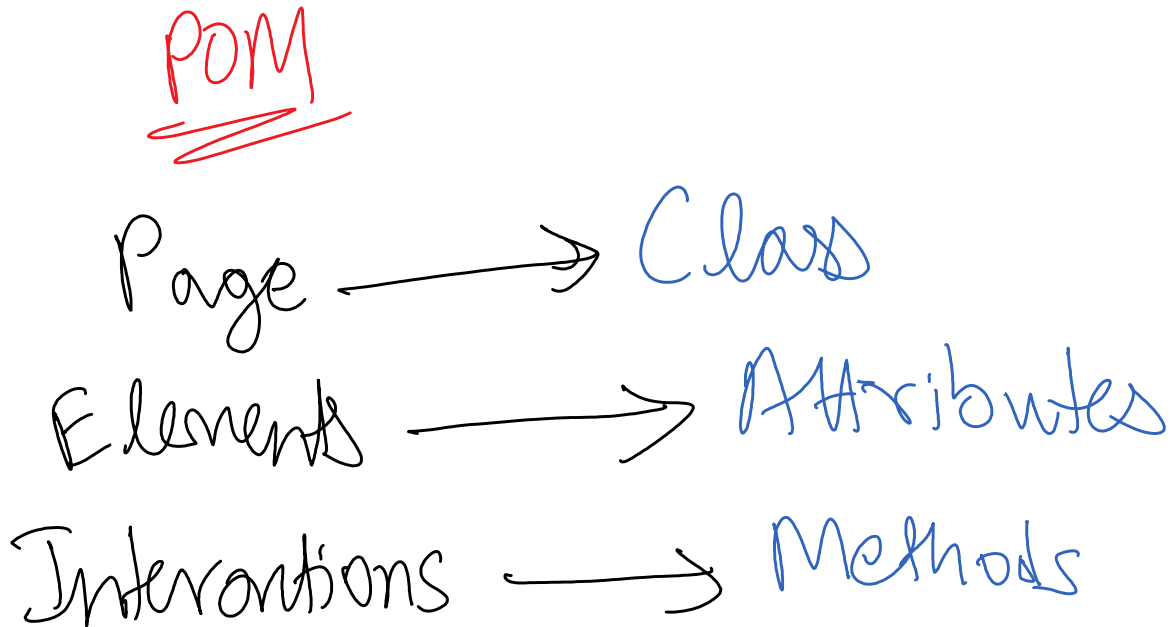 POM
Page → Class
Elements → Attributes
Interactions → Methods